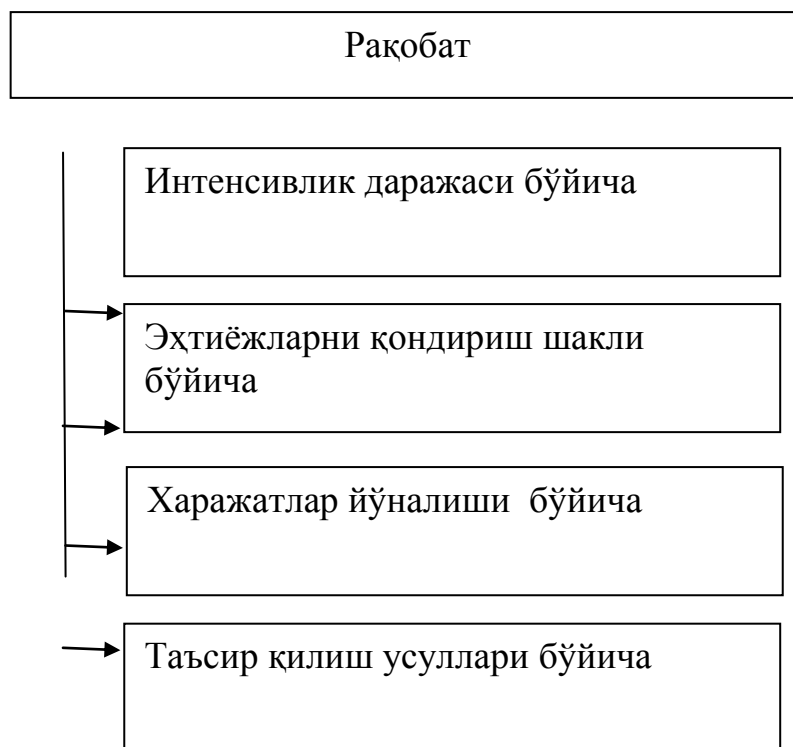 Рақобат
Интенсивлик даражаси бўйича
Эҳтиёжларни қондириш шакли
бўйича
Харажатлар йўналиши бўйича
Таъсир қилиш усуллари бўйича